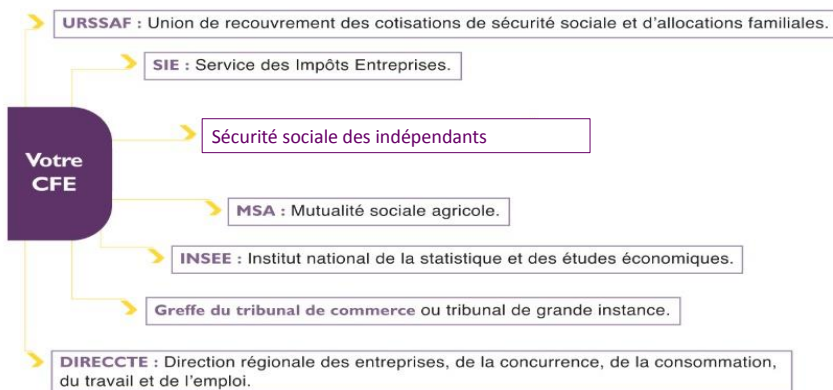 URSSAF : Union de recouvrement des cotisations de sécurité sociale et d'allocations familiales.
SIE : Service des Impôts Entreprises.
Sécurité sociale des indépendants
Votre
CFE
MSA : Mutualité sociale agricole.
INSEE : Institut national de la statistique et des études économiques.
Greffe du tribunal de commerce ou tribunal de grande instance.
DIRECCTE : Direction régionale des entreprises, de la concurrence, de la consommation,
du travail et de l'emploi.